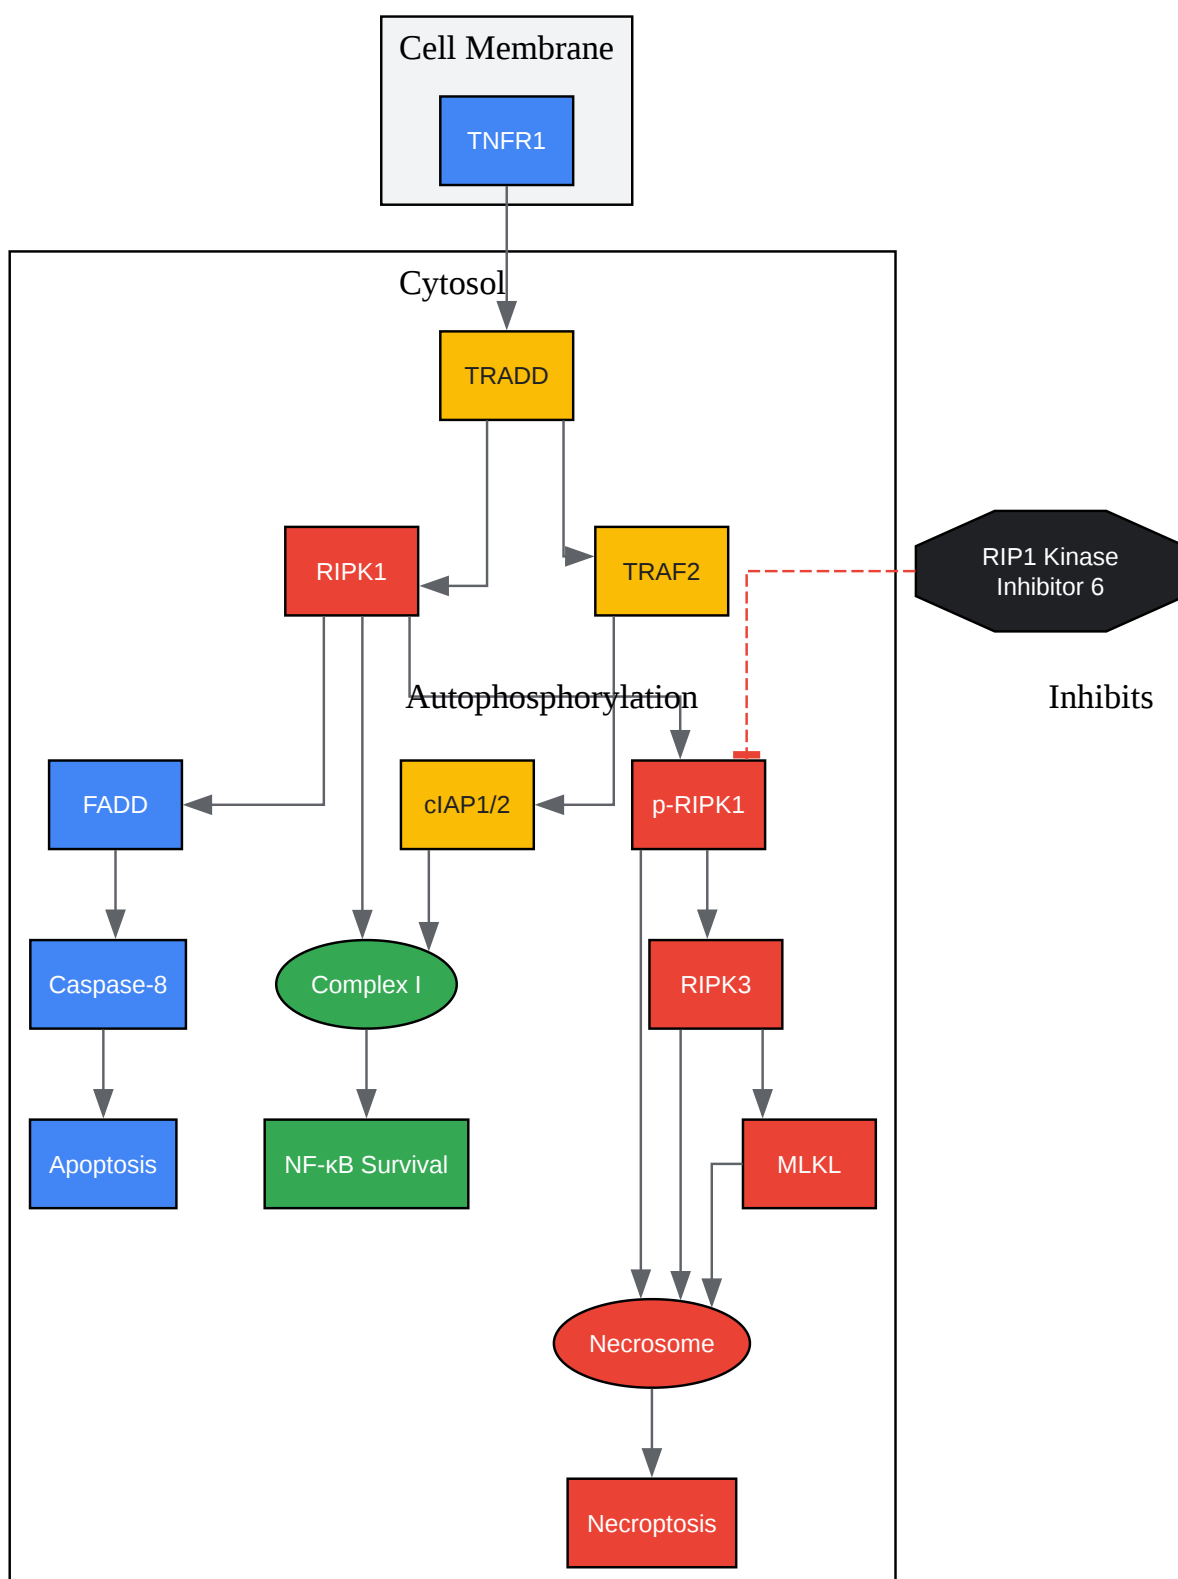 Cell Membrane
TNFR1
Cytosol
TRADD
RIPK1
TRAF2
RIP1 Kinase
Inhibitor 6
Autophosphorylation
Inhibits
FADD
cIAP1/2
p-RIPK1
Caspase-8
Complex I
RIPK3
Apoptosis
NF-κB Survival
MLKL
Necrosome
Necroptosis